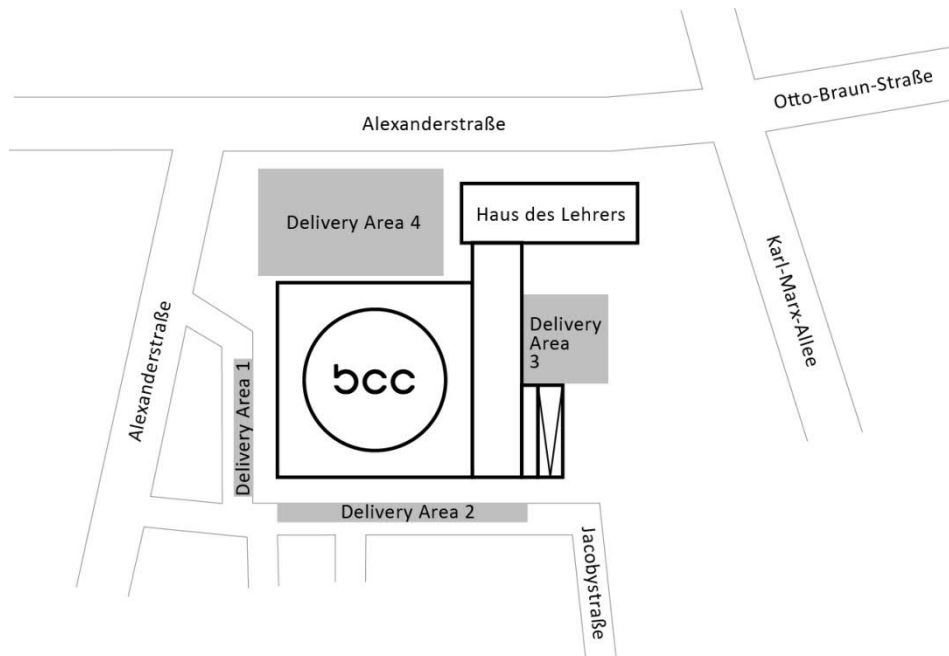 Otto-Braun-Straße
Alexanderstraße
Haus des Lehrers
Delivery Area 4
Karl-Marx-Allee
Alexanderstraße
Delivery
Area
3
bcc
Delivery Area 1
Delivery Area 2
Jacobystraße